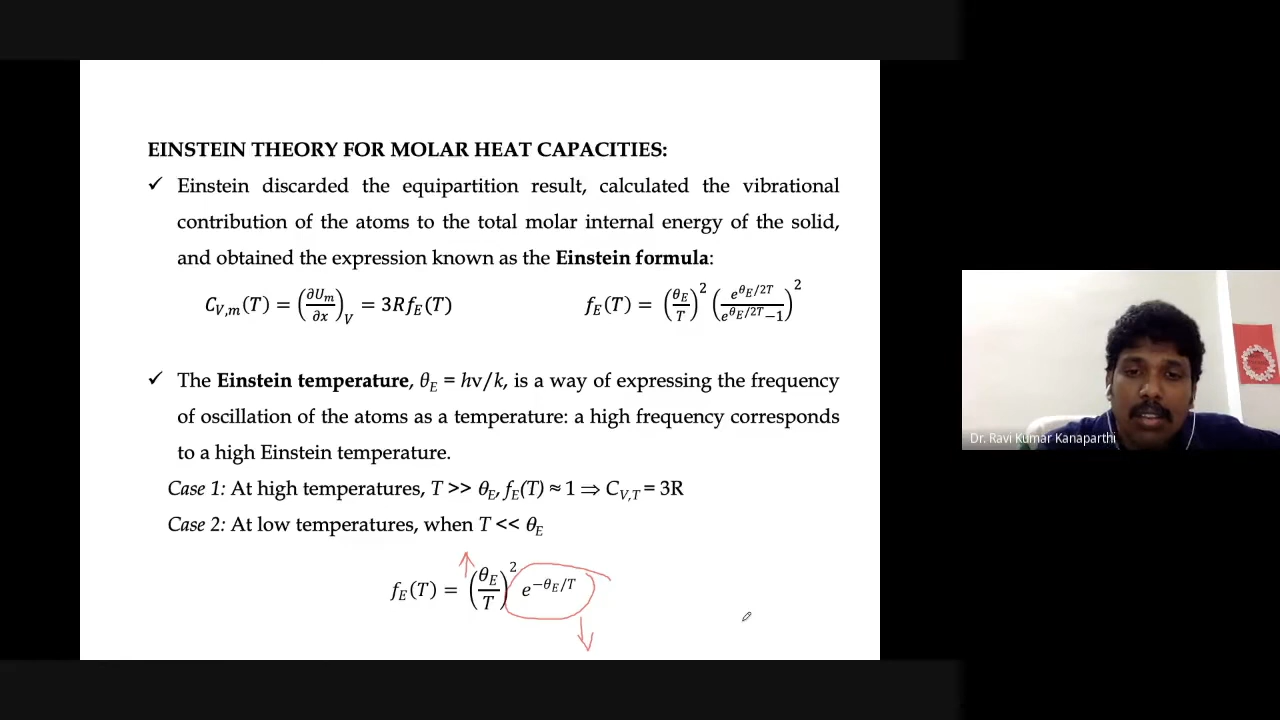 EINSTEIN THEORY FOR MOLAR HEAT CAPACITIES:
✓ Einstein discarded the equipartition result, calculated the vibrational
contribution of the atoms to the total molar internal energy of the solid,
and obtained the expression known as the Einstein formula:
C_{V,m}(T) = (∂U_m/∂x)_V = 3Rf_E(T)    f_E(T) = (θ_E/T)^2 (e^{θ_E/2T}/(e^{θ_E/2T}−1))^2
✓ The Einstein temperature, θ_E = hν/k, is a way of expressing the frequency
of oscillation of the atoms as a temperature: a high frequency corresponds
to a high Einstein temperature.
Case 1: At high temperatures, T >> θ_E, f_E(T) ≈ 1 ⇒ C_{V,T} = 3R
Case 2: At low temperatures, when T << θ_E
f_E(T) = (θ_E/T)^2 e^{−θ_E/T}
Dr. Ravi Kumar Kanaparthi